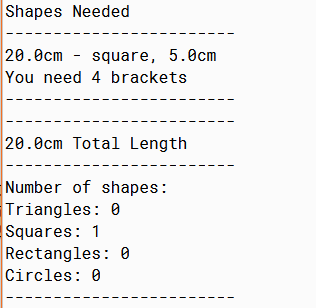 Shapes Needed
-----------------------
20.0cm - square, 5.0cm
You need 4 brackets
-----------------------
-----------------------
20.0cm Total Length
-----------------------
Number of shapes:
Triangles: 0
Squares: 1
Rectangles: 0
Circles: 0
-----------------------